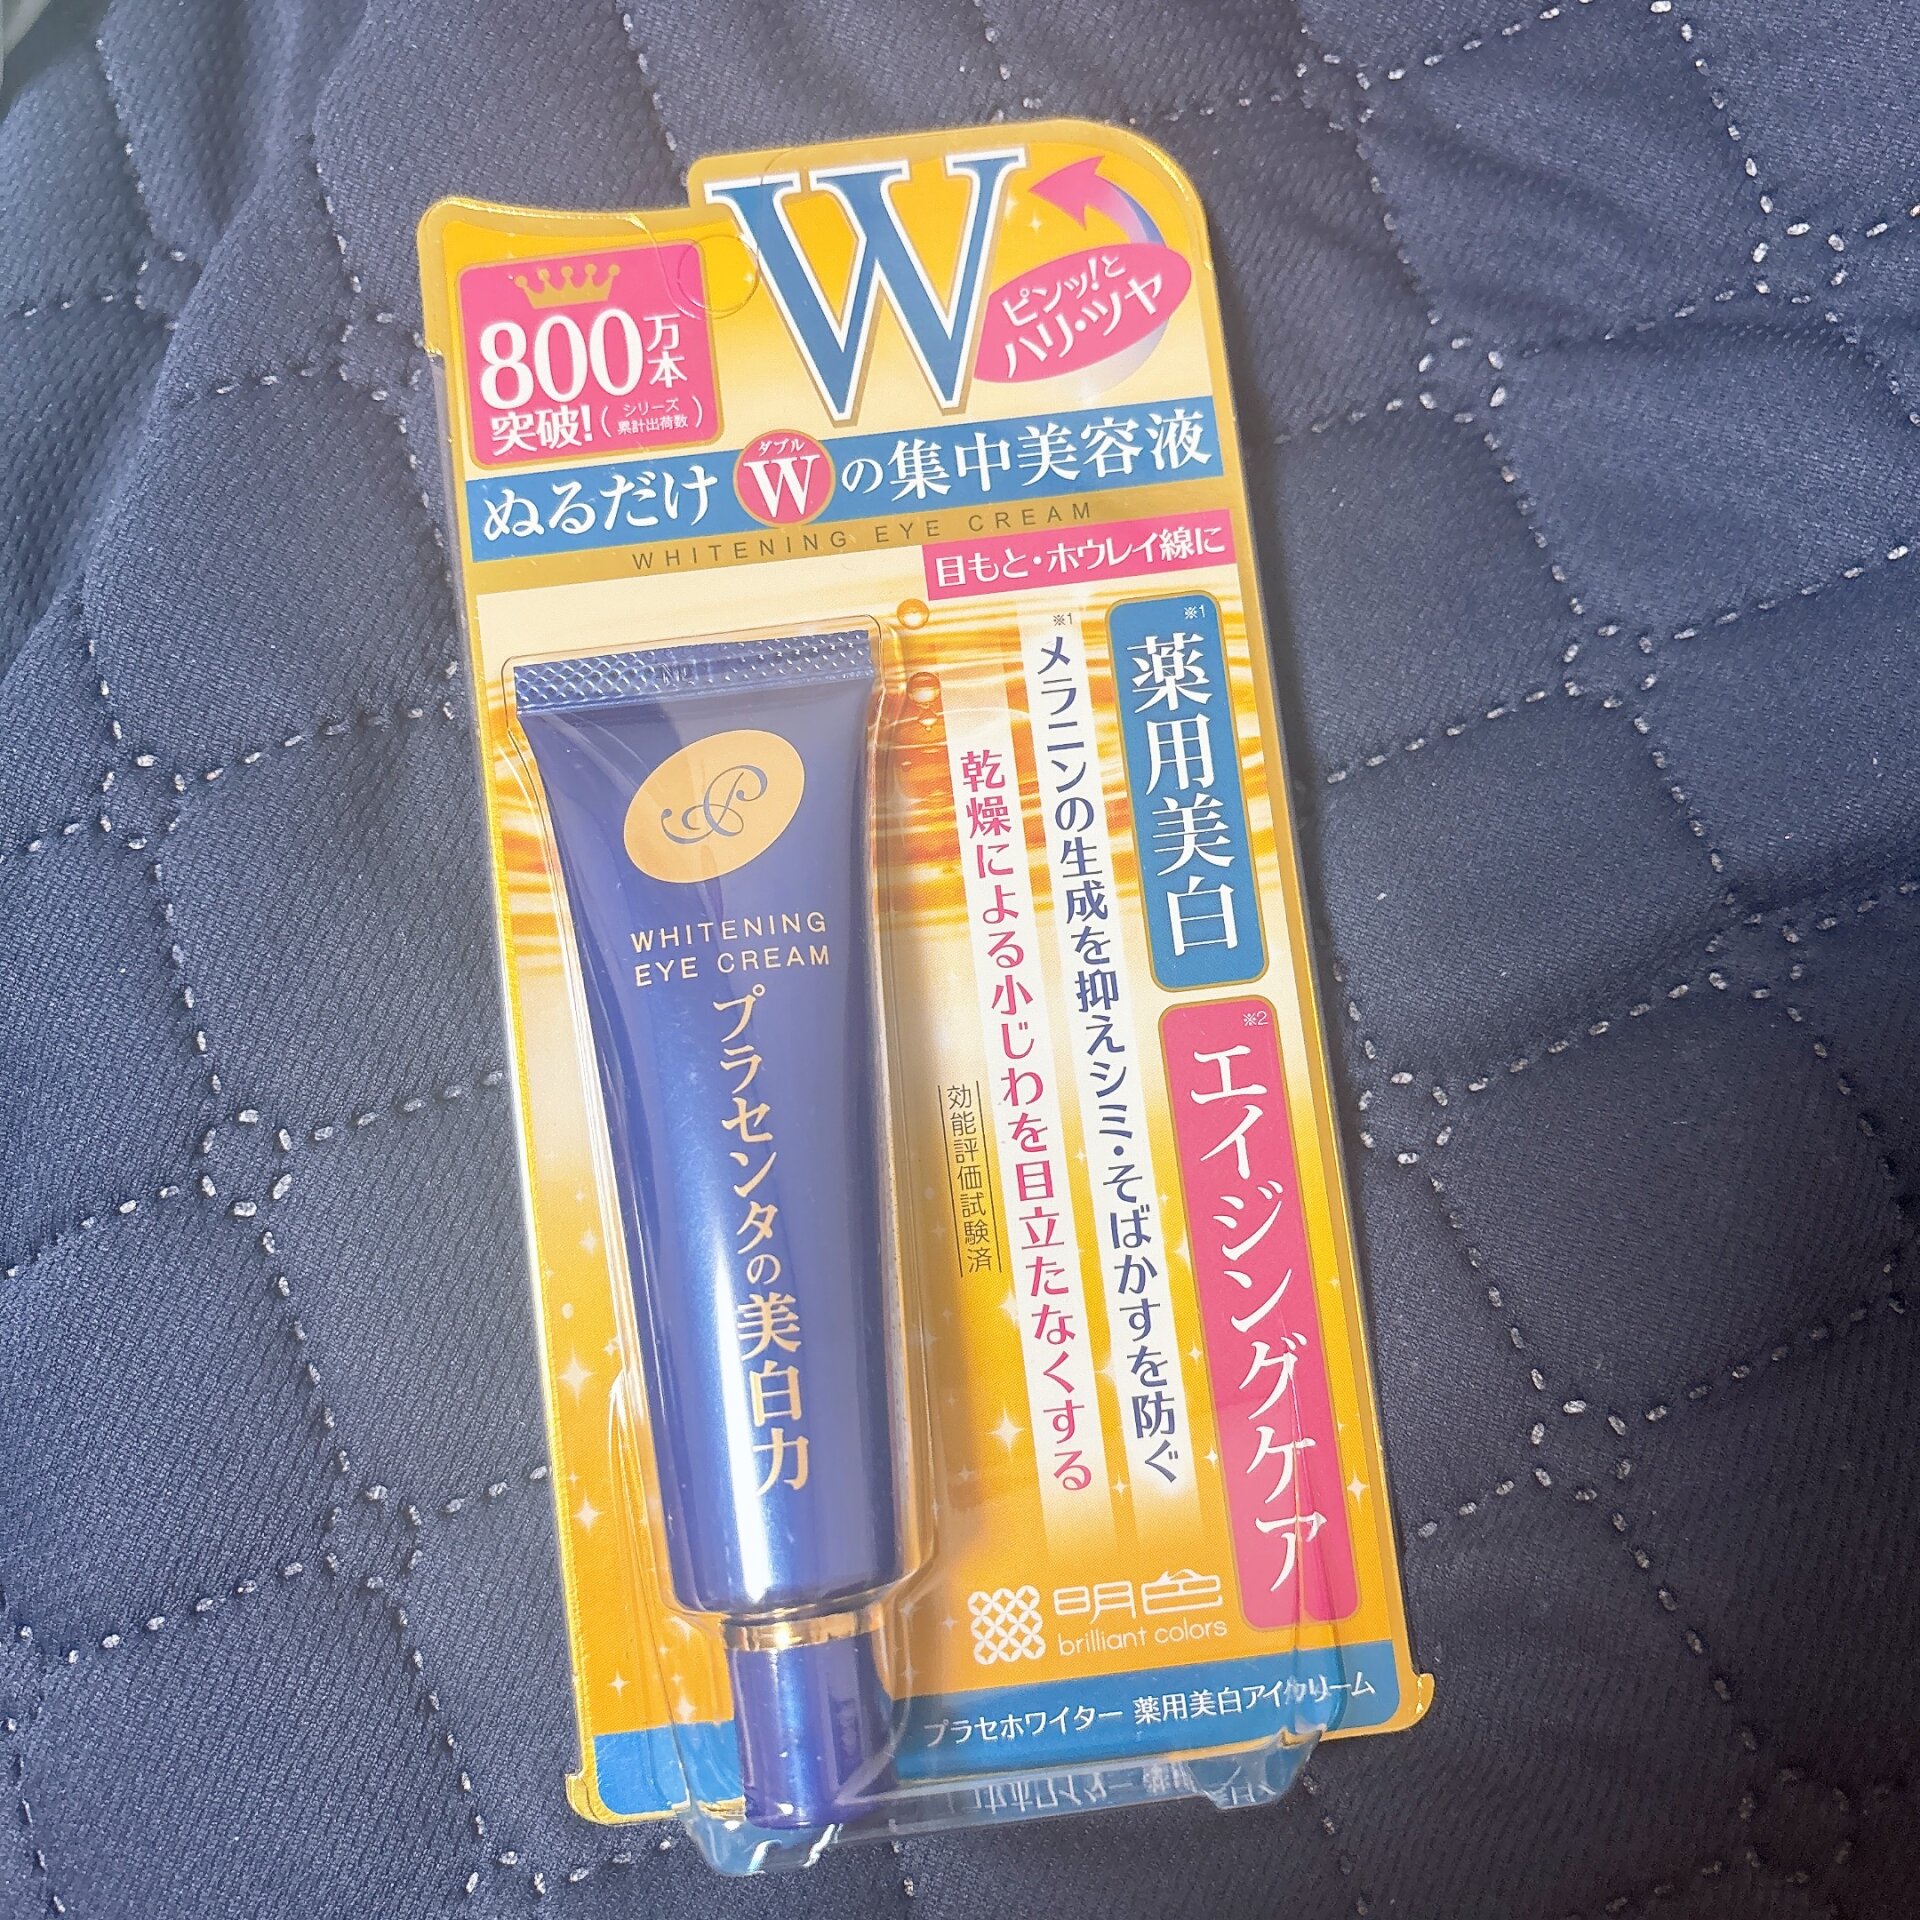 W
ピンッ!と
ハリ・ツヤ
800万本
突破!(シリーズ累計出荷数)
ぬるだけ
ダブル
W
の集中美容液
WHITENING EYE CREAM
目もと・ホウレイ線に
※1
薬用美白
※1
メラニンの生成を抑えシミ・そばかすを防ぐ
乾燥による小じわを目立たなくする
効能評価試験済
※2
エイジングケア
P
WHITENING
EYE CREAM
プラセンタの美白力
明色
brilliant colors
プラセホワイター 薬用美白アイクリーム